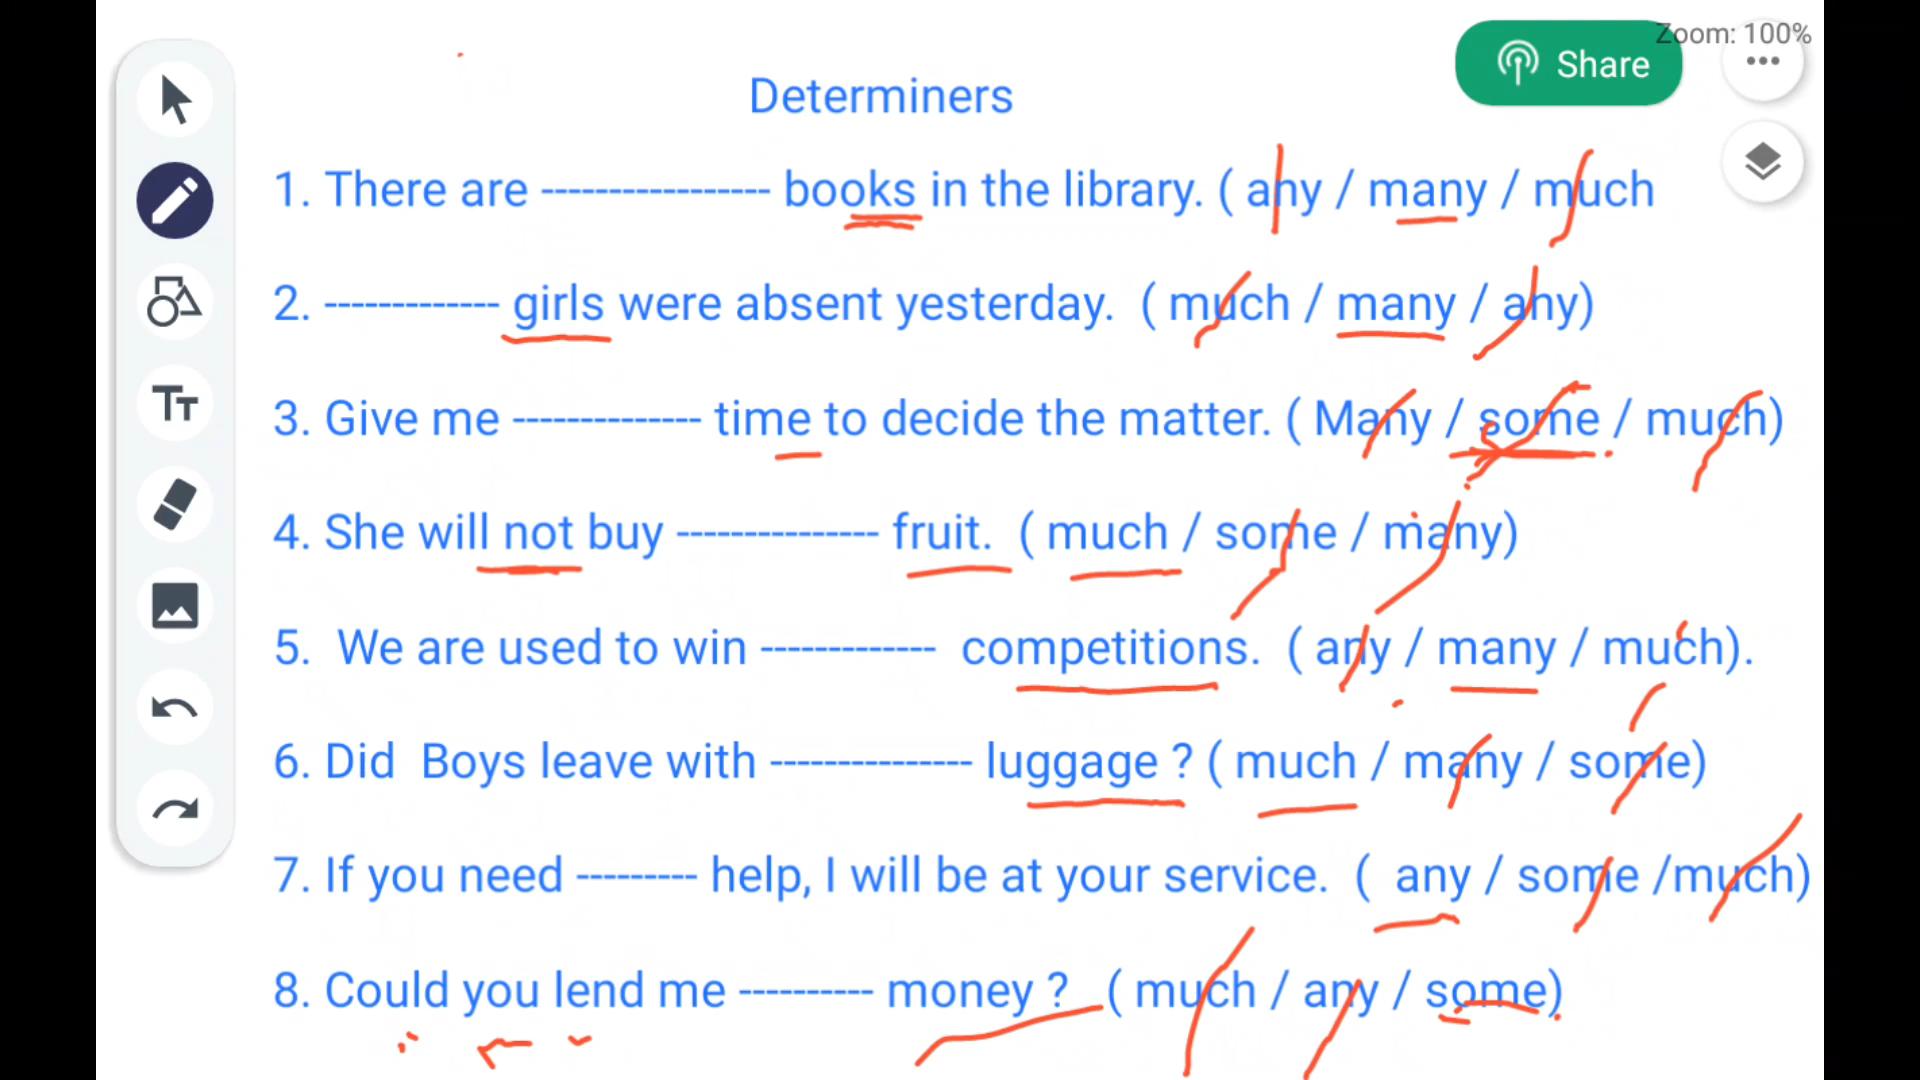 Zoom: 100%
Share
Determiners
1. There are ----------------- books in the library. ( any / many / much
2. ------------- girls were absent yesterday. ( much / many / any)
3. Give me -------------- time to decide the matter. ( Many / some / much)
4. She will not buy --------------- fruit. ( much / some / many)
5. We are used to win ------------- competitions. ( any / many / much).
6. Did Boys leave with --------------- luggage ? ( much / many / some)
7. If you need --------- help, I will be at your service. ( any / some /much)
8. Could you lend me ---------- money ? ( much / any / some)